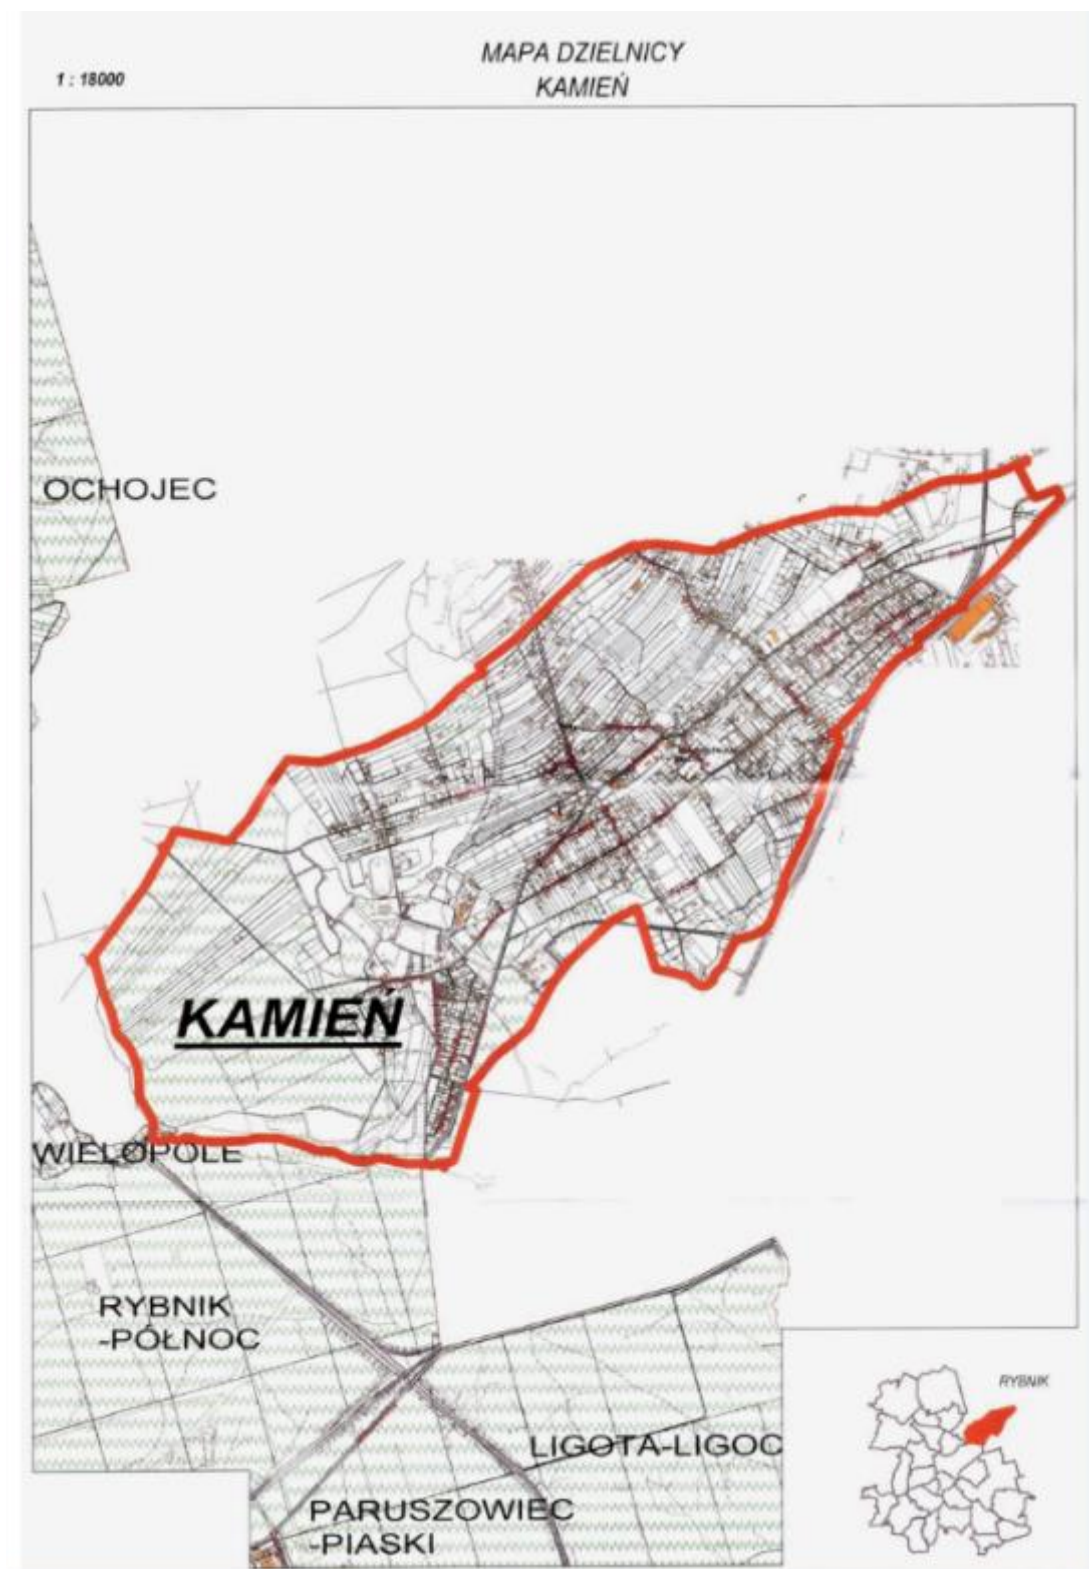 MAPA DZIELNICY
KAMIEŃ
1 : 18000
OCHOJEC
KAMIEŃ
WIELOPOLE
RYBNIK
-PÓŁNOC
LIGOTA-LIGOC
PARUSZOWIEC
-PIASKI
RYBNIK